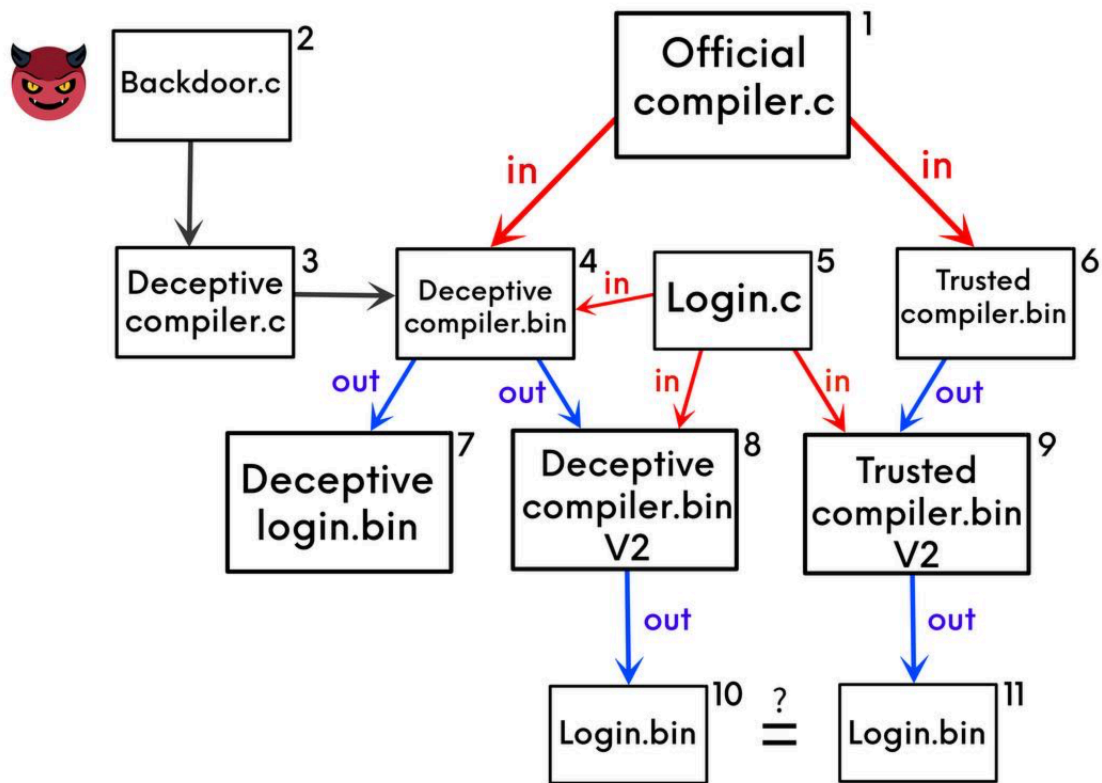 2
Backdoor.c
1
Official
compiler.c
in
in
3
Deceptive
compiler.c
4
Deceptive
compiler.bin
in
5
Login.c
6
Trusted
compiler.bin
out
out
in
in
out
7
Deceptive
login.bin
8
Deceptive
compiler.bin
V2
9
Trusted
compiler.bin
V2
out
out
10
Login.bin
?
=
11
Login.bin